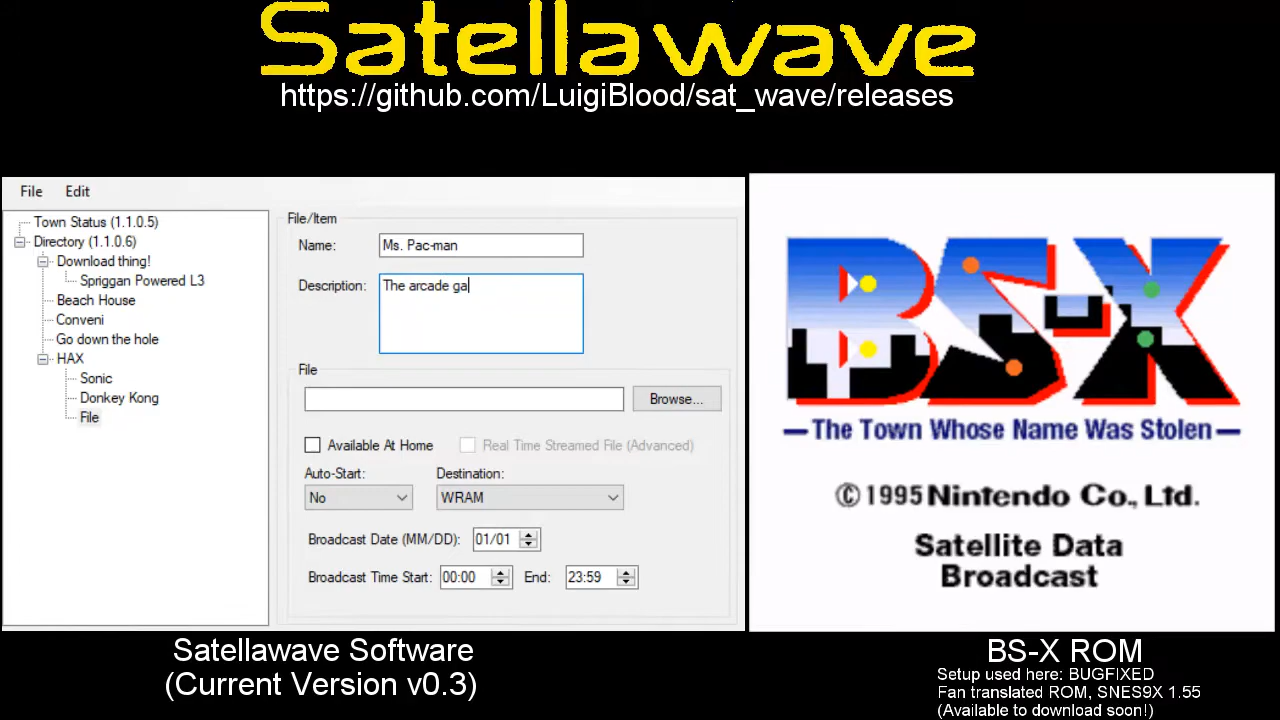 Satellawave
https://github.com/LuigiBlood/sat_wave/releases
File Edit
Town Status (1.1.0.5)
Directory (1.1.0.6)
Download thing!
Spriggan Powered L3
Beach House
Conveni
Go down the hole
HAX
Sonic
Donkey Kong
File
File/Item
Name: Ms. Pac-man
Description: The arcade ga
File
Browse...
Available At Home Real Time Streamed File (Advanced)
Auto-Start: Destination:
No WRAM
Broadcast Date (MM/DD): 01/01
Broadcast Time Start: 00:00 End: 23:59
BS-X
The Town Whose Name Was Stolen
©1995 Nintendo Co., Ltd.
Satellite Data
Broadcast
Satellawave Software
(Current Version v0.3)
BS-X ROM
Setup used here: BUGFIXED
Fan translated ROM, SNES9X 1.55
(Available to download soon!)